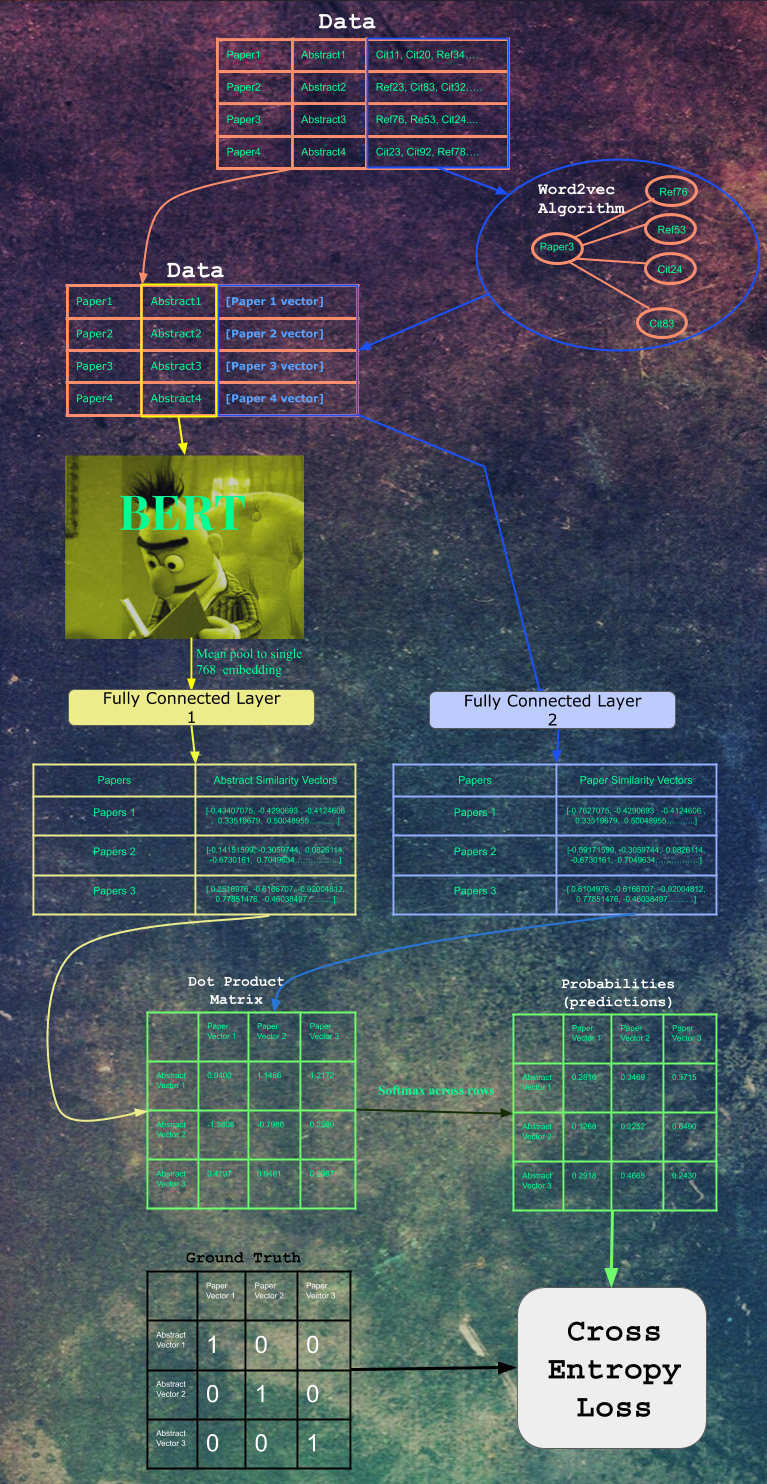 Data
Paper1 Abstract1 Cit11, Cit20, Ref34.....
Paper2 Abstract2 Ref23, Cit83, Cit32.....
Paper3 Abstract3 Ref76, Re53, Cit24....
Paper4 Abstract4 Cit23, Cit92, Ref78....
Word2vec
Algorithm
Paper3
Ref76
Ref53
Cit24
Cit83
Data
Paper1 Abstract1 [Paper 1 vector]
Paper2 Abstract2 [Paper 2 vector]
Paper3 Abstract3 [Paper 3 vector]
Paper4 Abstract4 [Paper 4 vector]
BERT
Mean pool to single
768 embedding
Fully Connected Layer
1
Fully Connected Layer
2
Papers Abstract Similarity Vectors
Papers 1 [-0.43407075, -0.4290693 , -0.4124606
, 0.33519679, 0.50048955...........]
Papers 2 [-0.14151599, -0.3059744, 0.0826114,
-0.6730161, 0.7049634..................]
Papers 3 [ 0.2516976, -0.6166707, -0.92004812,
0.77851476, -0.46038497......... ]
Papers Paper Similarity Vectors
Papers 1 [-0.7627075, -0.4290693 , -0.4124606 ,
0.33519679, 0.50048955...........]
Papers 2 [-0.59171599, -0.3059744, 0.0826114,
-0.6730161, 0.7049634..................]
Papers 3 [ 0.6104976, -0.6166707, -0.92004812,
0.77851476, -0.46038497..........]
Dot Product
Matrix
Paper
Vector 1
Paper
Vector 2
Paper
Vector 3
Abstract
Vector 1
0.9400 1.1486 -1.2172
Abstract
Vector 2
-0.7986
Abstract
Vector 3
0.4797 0.9461
Softmax across rows
Probabilities
(predictions)
Paper
Vector 1
Paper
Vector 2
Paper
Vector 3
Abstract
Vector 1
0.2816 0.3469 0.3715
Abstract
Vector 2
0.1268 0.2252 0.6490
Abstract
Vector 3
0.2918 0.4665 0.2430
Ground Truth
Paper
Vector 1
Paper
Vector 2
Paper
Vector 3
Abstract
Vector 1
1 0 0
Abstract
Vector 2
0 1 0
Abstract
Vector 3
0 0 1
Cross
Entropy
Loss